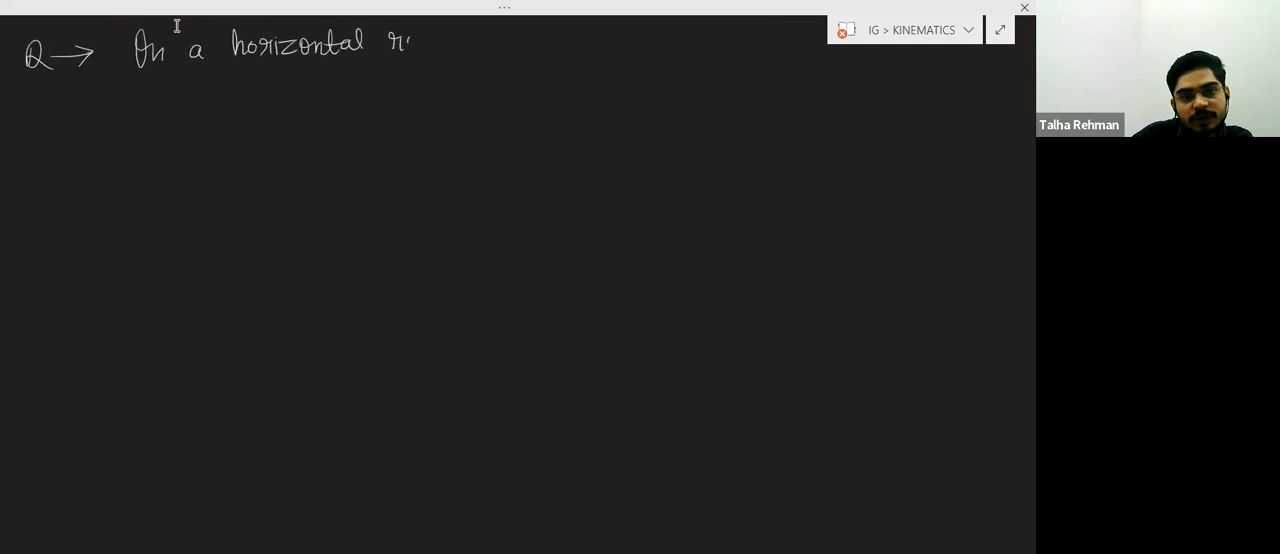 IG > KINEMATICS
Q → On a horizontal
Talha Rehman